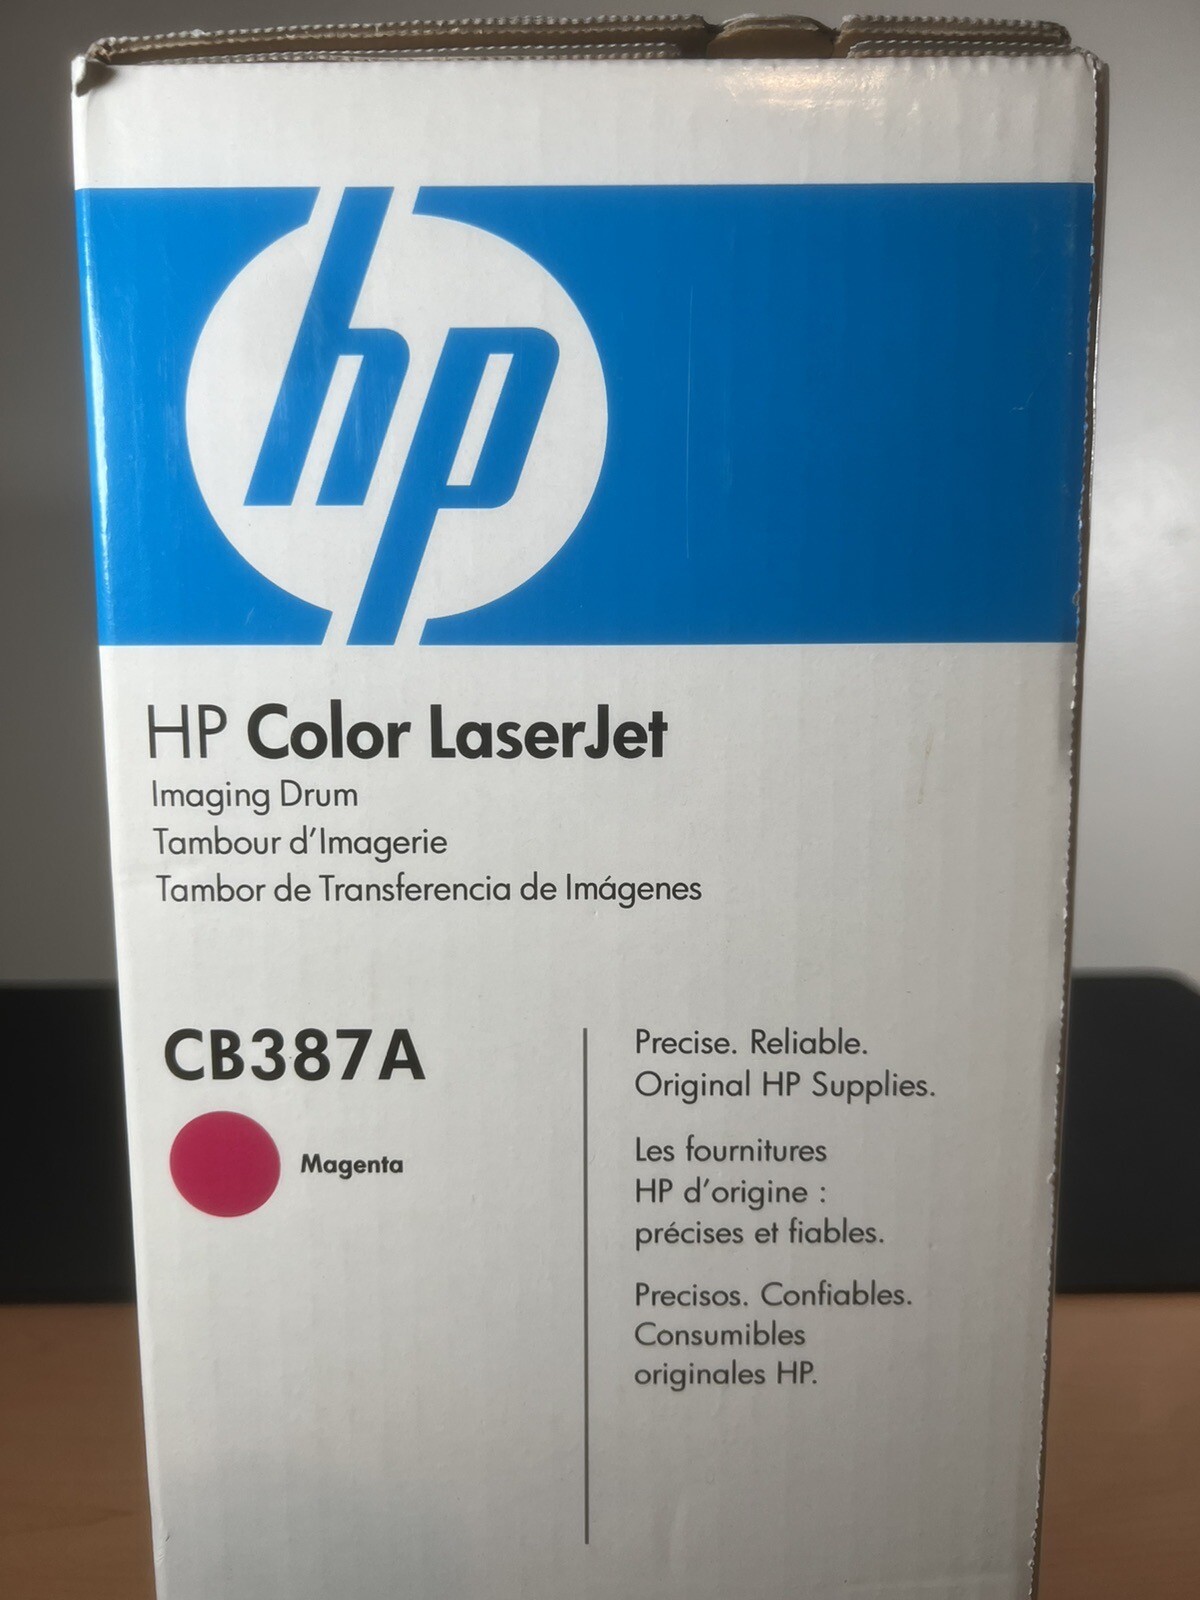 hp
HP Color LaserJet
Imaging Drum
Tambour d'Imagerie
Tambor de Transferencia de Imágenes
CB387A
Magenta
Precise. Reliable.
Original HP Supplies.
Les fournitures
HP d'origine :
précises et fiables.
Precisos. Confiables.
Consumibles
originales HP.